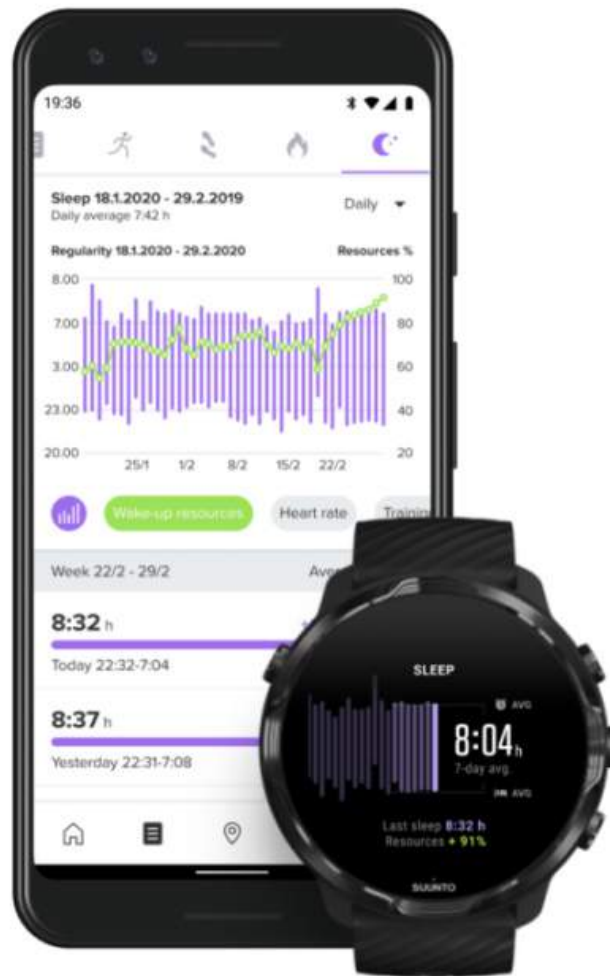 19:36
Sleep 18.1.2020 - 29.2.2019
Daily
Daily average 7:42 h
Regularity 18.1.2020 - 29.2.2020
Resources %
8.00
100
7:00
80
3.00
60
23.00
40
20.00
20
25/1
1/2
8/2
15/2
22/2
Wake-up resources
Heart rate
Training
Week 22/2 - 29/2
Aver
8:32 h
Today 22:32-7:04
8:37 h
Yesterday 22:31-7:08
SLEEP
AVG
8:04 h
7-day avg.
AVG
Last sleep 8:32 h
Resources + 91%
SUUNTO